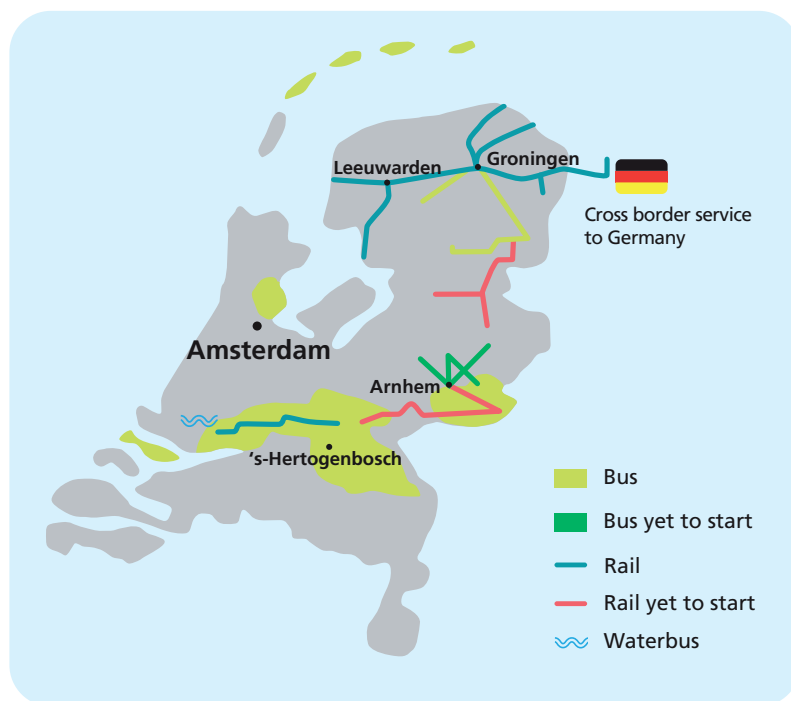 Leeuwarden
Groningen
Cross border service
to Germany
Amsterdam
Arnhem
‘s-Hertogenbosch
Bus
Bus yet to start
Rail
Rail yet to start
Waterbus